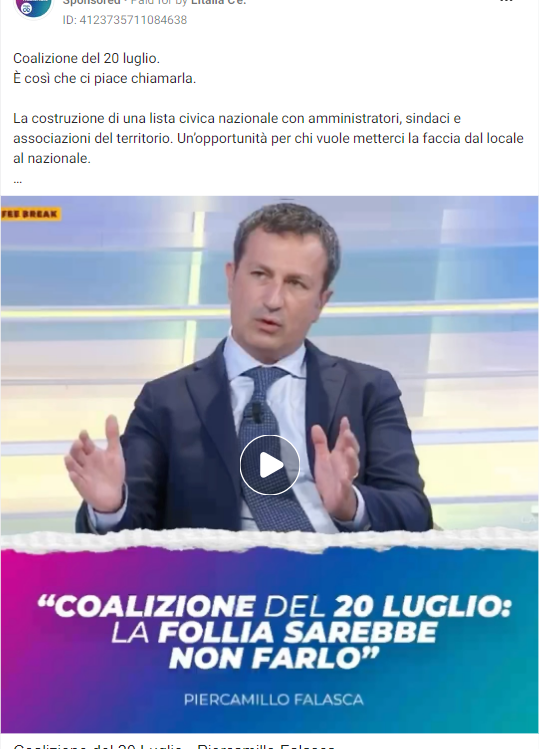 Sponsored • Paid for by L'Italia C'è.
ID: 4123735711084638
Coalizione del 20 luglio.
È così che ci piace chiamarla.
La costruzione di una lista civica nazionale con amministratori, sindaci e
associazioni del territorio. Un'opportunità per chi vuole metterci la faccia dal locale
al nazionale.
...
FEE BREAK
“COALIZIONE DEL 20 LUGLIO:
LA FOLLIA SAREBBE
NON FARLO”
PIERCAMILLO FALASCA
Coalizione del 20 Luglio - Piercamillo Falasca